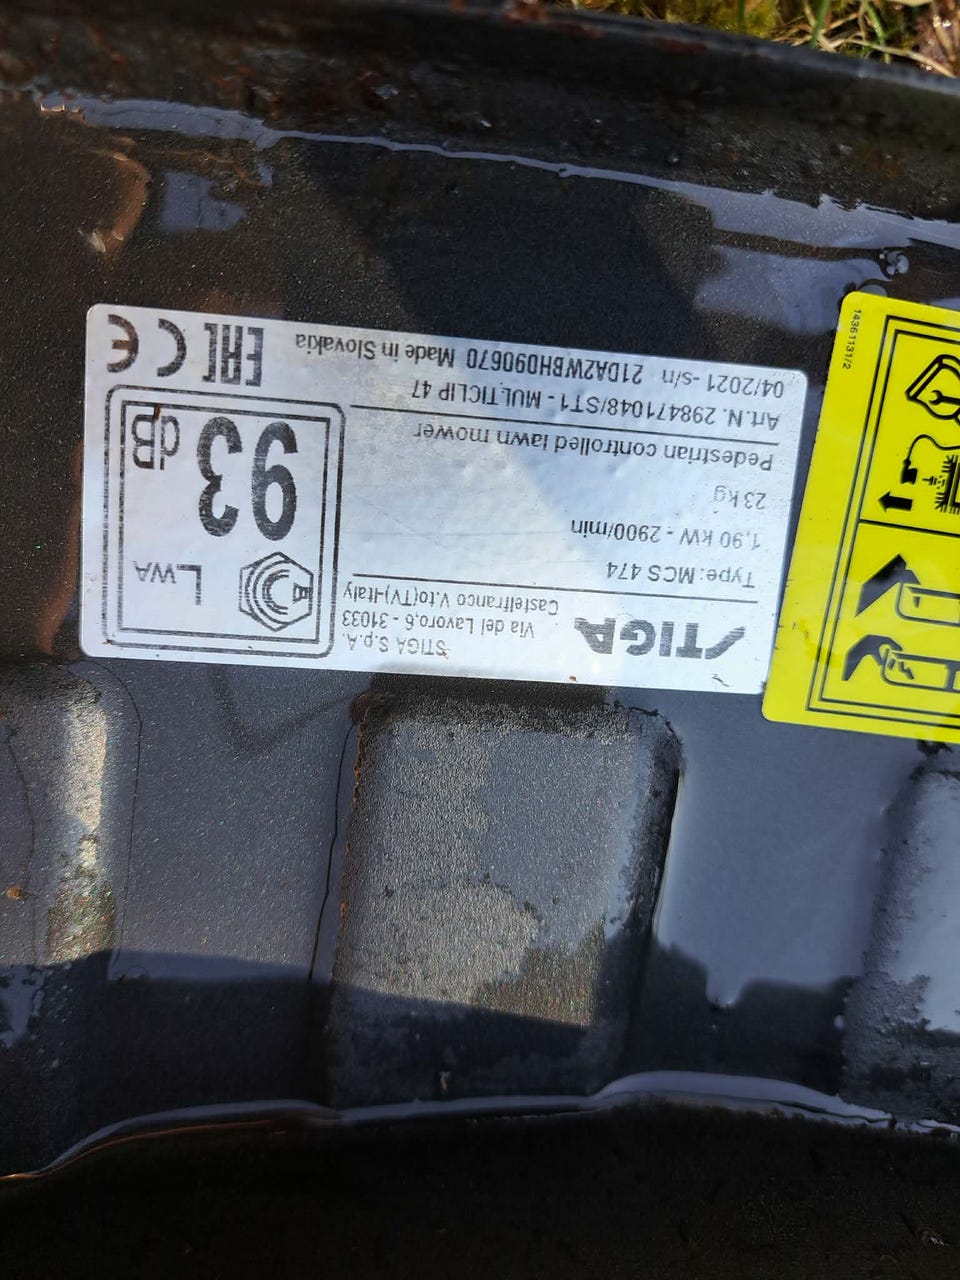 STIGA
STIGA S.p.A.
Via del Lavoro,6 - 31033
Castelfranco V.to(TV)-Italy
Type: MCS 474
1,90 kW - 2900/min
23 kg
Pedestrian controlled lawn mower
Art.N. 298471048/ST1 - MULTICLIP 47
04/2021 -s/n 21DA2WBH090670 Made in Slovakia
LWA
93 dB
EAC CE
14361131/2